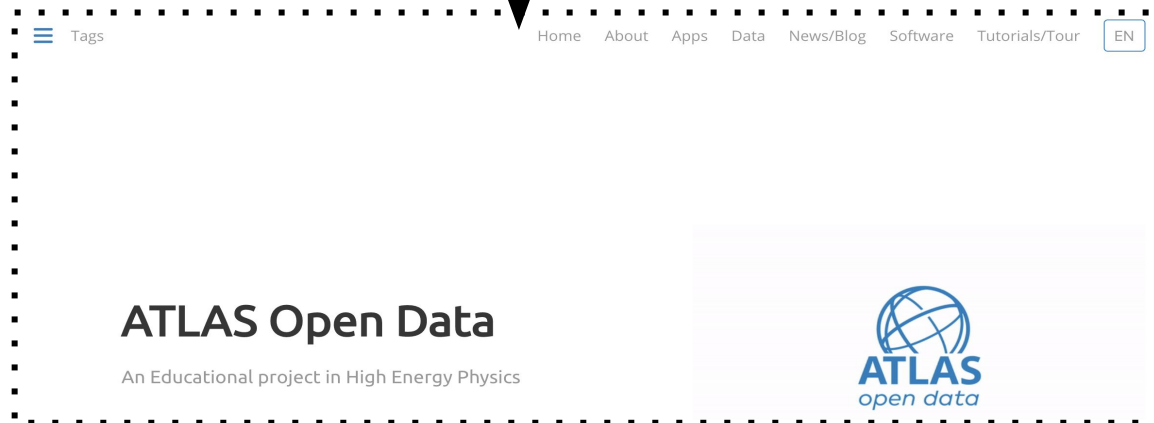 Tags Home About Apps Data News/Blog Software Tutorials/Tour EN
ATLAS Open Data
An Educational project in High Energy Physics
ATLAS
open data